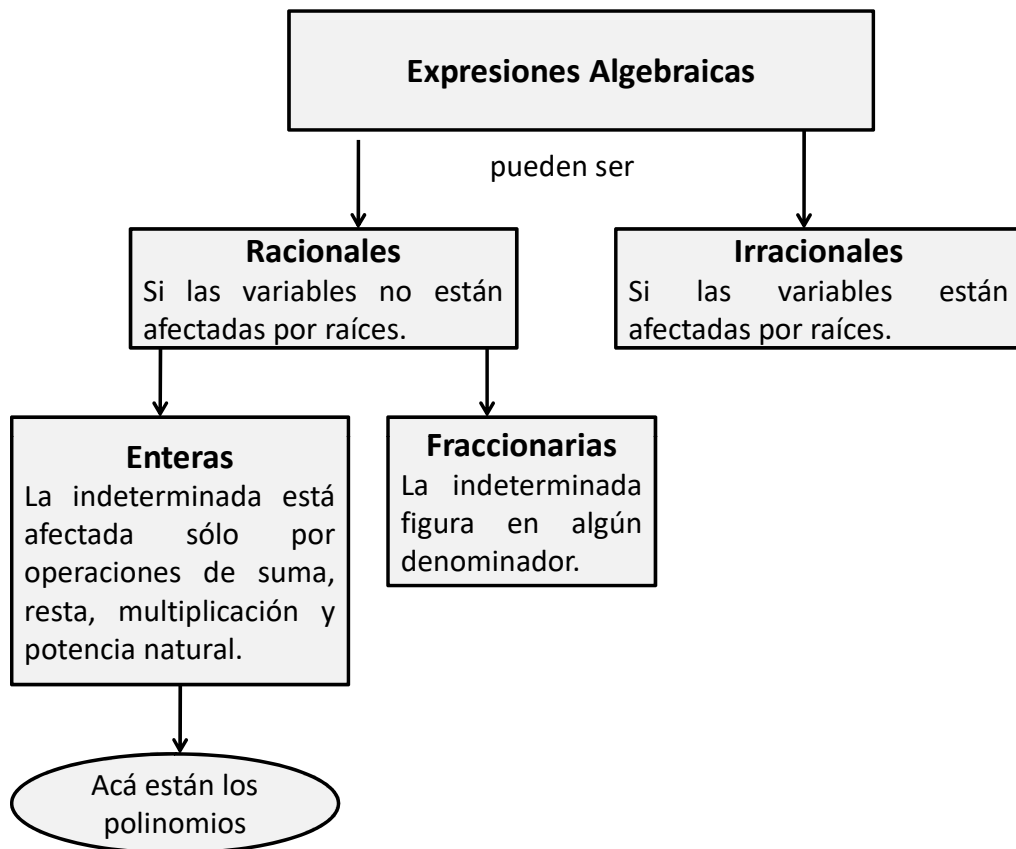 Expresiones Algebraicas
pueden ser
Racionales
Si las variables no están
afectadas por raíces.
Irracionales
Si las variables están
afectadas por raíces.
Enteras
La indeterminada está
afectada sólo por
operaciones de suma,
resta, multiplicación y
potencia natural.
Fraccionarias
La indeterminada
figura en algún
denominador.
Acá están los
polinomios